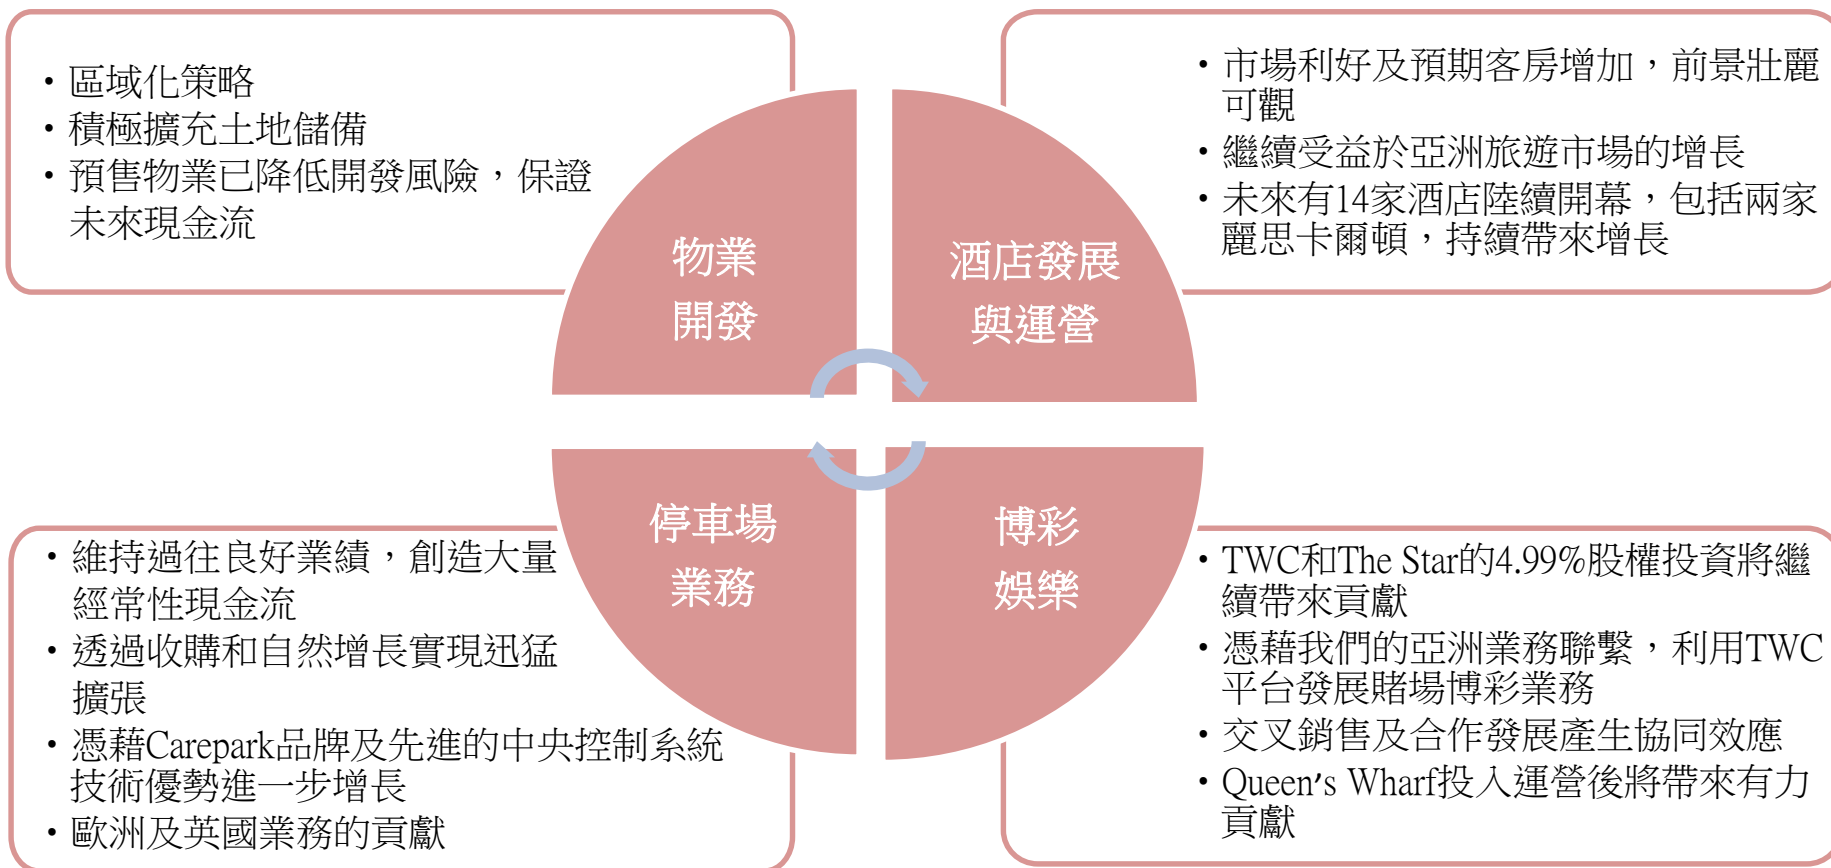 • 區域化策略
• 積極擴充土地儲備
• 預售物業已降低開發風險，保證
未來現金流
物業
開發
• 市場利好及預期客房增加，前景壯麗
可觀
• 繼續受益於亞洲旅遊市場的增長
• 未來有14家酒店陸續開幕，包括兩家
麗思卡爾頓，持續帶來增長
酒店發展
與運營
• 維持過往良好業績，創造大量
經常性現金流
• 透過收購和自然增長實現迅猛
擴張
• 憑藉Carepark品牌及先進的中央控制系統
技術優勢進一步增長
• 歐洲及英國業務的貢獻
停車場
業務
博彩
娛樂
• TWC和The Star的4.99%股權投資將繼
續帶來貢獻
• 憑藉我們的亞洲業務聯繫，利用TWC
平台發展賭場博彩業務
• 交叉銷售及合作發展產生協同效應
• Queen's Wharf投入運營後將帶來有力
貢獻